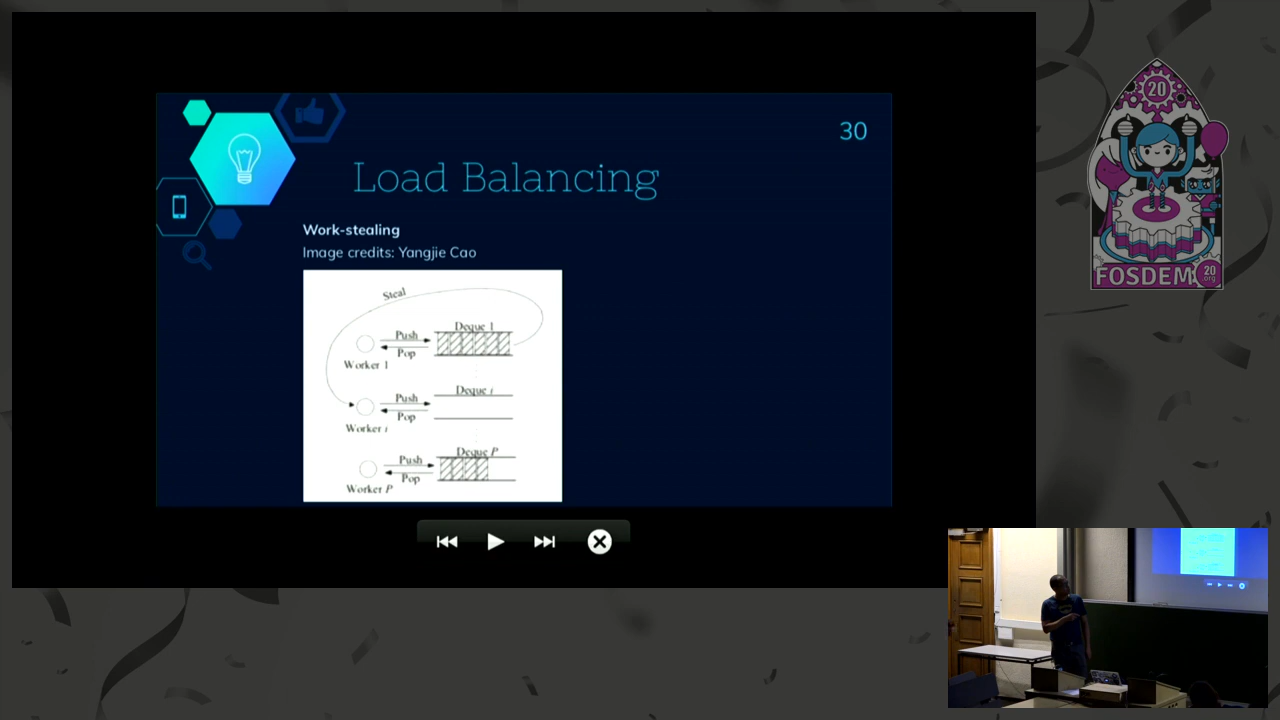 30
Load Balancing
Work-stealing
Image credits: Yangjie Cao
Steal
Deque 1
Push
Pop
Worker 1
Deque i
Push
Pop
Worker i
Deque P
Push
Pop
Worker P
20
FOSDEM 20
.org